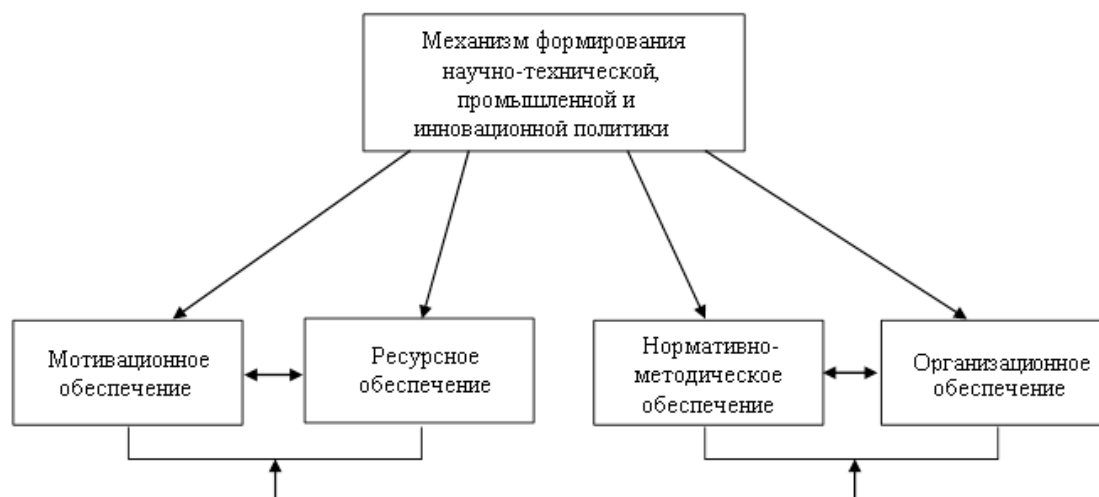 Механизм формирования
научно-технической,
промышленной и
инновационной политики
Мотивационное
обеспечение
Ресурсное
обеспечение
Нормативно-
методическое
обеспечение
Организационное
обеспечение